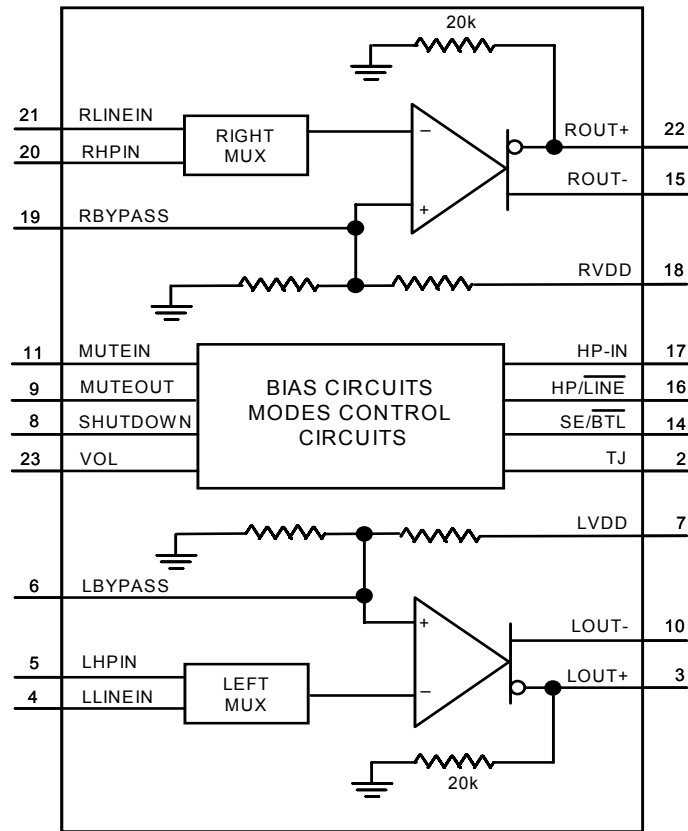 20k
21 RLINEIN
20 RHPIN
RIGHT
MUX
−
ROUT+ 22
ROUT- 15
19 RBYPASS
+
RVDD 18
11 MUTEIN
9 MUTEOUT
8 SHUTDOWN
23 VOL
BIAS CIRCUITS
MODES CONTROL
CIRCUITS
HP-IN 17
HP/LINE 16
SE/BTL 14
TJ 2
LVDD 7
6 LBYPASS
+
LOUT- 10
5 LHPIN
4 LLINEIN
LEFT
MUX
−
LOUT+ 3
20k